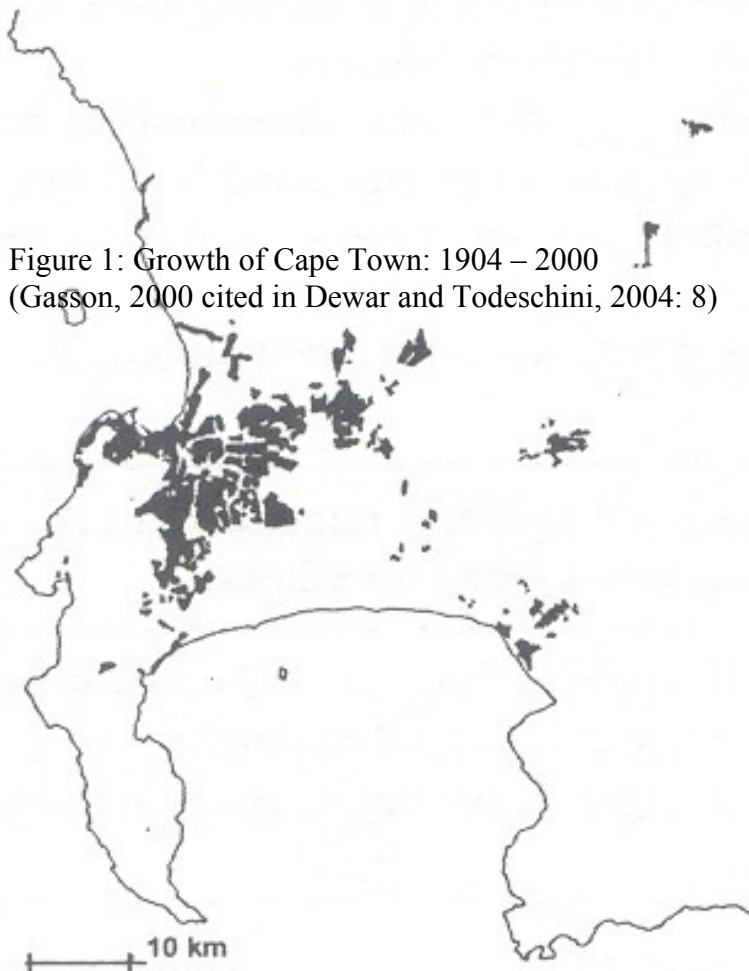 Figure 1: Growth of Cape Town: 1904 – 2000
(Gasson, 2000 cited in Dewar and Todeschini, 2004: 8)
10 km